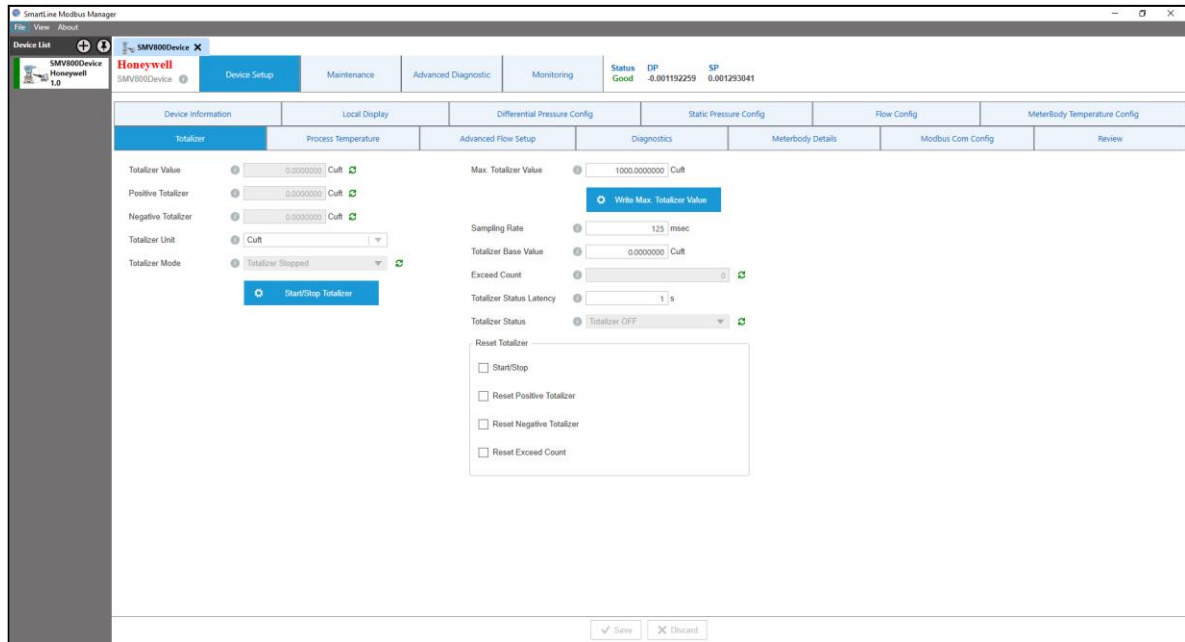 SmartLine Modbus Manager
File View About
Device List
SMV800Device
Honeywell
1.0
SMV800Device X
Honeywell
SMV800Device
Device Setup
Maintenance
Advanced Diagnostic
Monitoring
Status DP SP
Good -0.001192259 0.001293041
Device Information
Local Display
Differential Pressure Config
Static Pressure Config
Flow Config
MeterBody Temperature Config
Totalizer
Process Temperature
Advanced Flow Setup
Diagnostics
Meterbody Details
Modbus Com Config
Review
Totalizer Value 0.0000000 Cuft
Positive Totalizer 0.0000000 Cuft
Negative Totalizer 0.0000000 Cuft
Totalizer Unit Cuft
Totalizer Mode Totalizer Stopped
Start/Stop Totalizer
Max. Totalizer Value 1000.0000000 Cuft
Write Max. Totalizer Value
Sampling Rate 125 msec
Totalizer Base Value 0.0000000 Cuft
Exceed Count 0
Totalizer Status Latency 1 s
Totalizer Status Totalizer OFF
Reset Totalizer
Start/Stop
Reset Positive Totalizer
Reset Negative Totalizer
Reset Exceed Count
Save
Discard